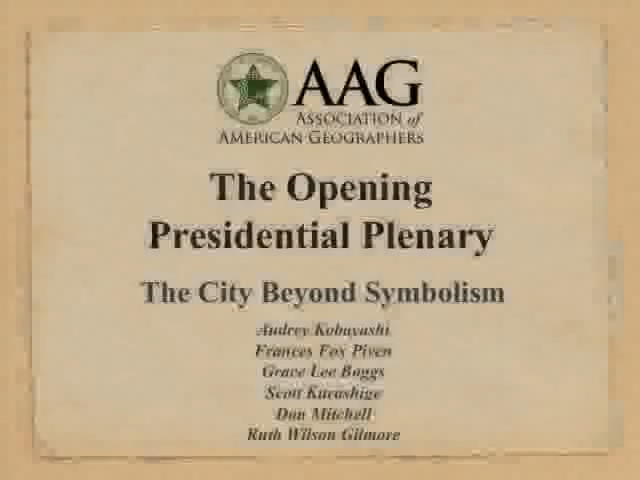 AAG
ASSOCIATION of
AMERICAN GEOGRAPHERS
The Opening
Presidential Plenary
The City Beyond Symbolism
Audrey Kobayashi
Frances Fox Piven
Grace Lee Boggs
Scott Kurashige
Don Mitchell
Ruth Wilson Gilmore